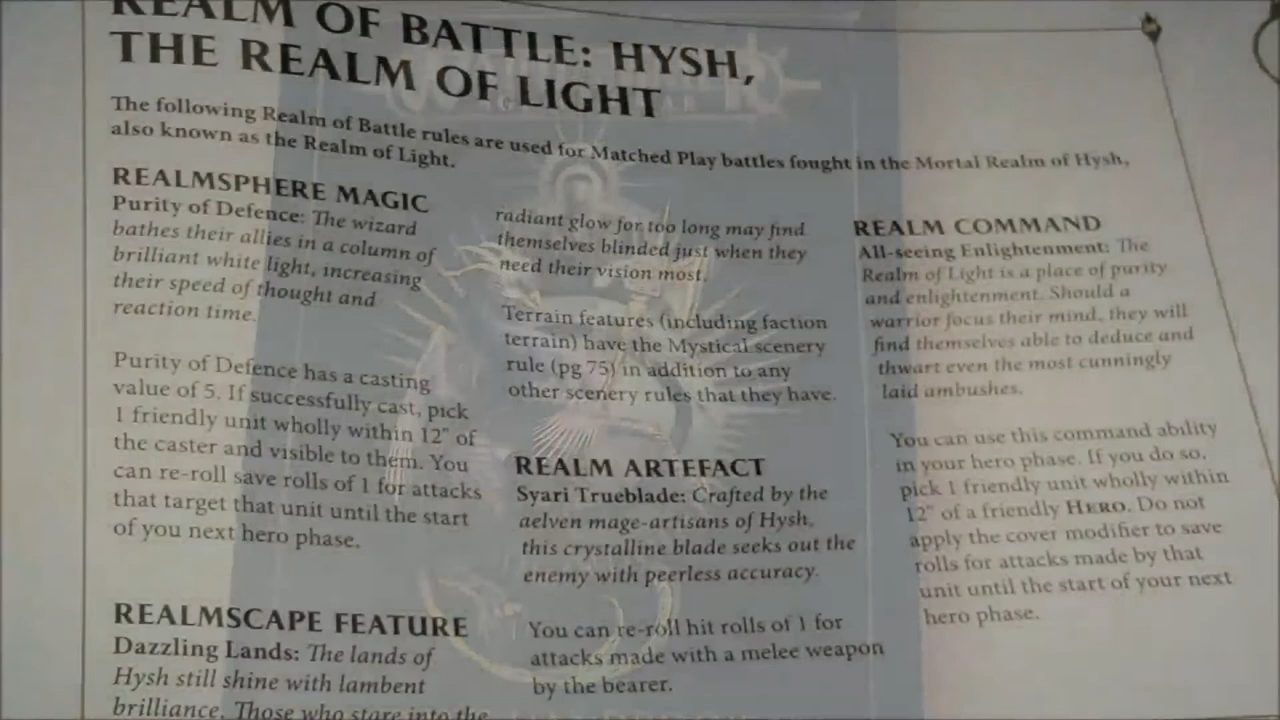 REALM OF BATTLE: HYSH,
THE REALM OF LIGHT
The following Realm of Battle rules are used for Matched Play battles fought in the Mortal Realm of Hysh,
also known as the Realm of Light.
REALMSPHERE MAGIC
Purity of Defence: The wizard
bathes their allies in a column of
brilliant white light, increasing
their speed of thought and
reaction time.
Purity of Defence has a casting
value of 5. If successfully cast, pick
1 friendly unit wholly within 12" of
the caster and visible to them. You
can re-roll save rolls of 1 for attacks
that target that unit until the start
of you next hero phase.
REALMSCAPE FEATURE
Dazzling Lands: The lands of
Hysh still shine with lambent
brilliance. Those who stare into the
radiant glow for too long may find
themselves blinded just when they
need their vision most.
Terrain features (including faction
terrain) have the Mystical scenery
rule (pg 75) in addition to any
other scenery rules that they have.
REALM ARTEFACT
Syari Trueblade: Crafted by the
aelven mage-artisans of Hysh,
this crystalline blade seeks out the
enemy with peerless accuracy.
You can re-roll hit rolls of 1 for
attacks made with a melee weapon
by the bearer.
REALM COMMAND
All-seeing Enlightenment: The
Realm of Light is a place of purity
and enlightenment. Should a
warrior focus their mind, they will
find themselves able to deduce and
thwart even the most cunningly
laid ambushes.
You can use this command ability
in your hero phase. If you do so,
pick 1 friendly unit wholly within
12" of a friendly HERO. Do not
apply the cover modifier to save
rolls for attacks made by that
unit until the start of your next
hero phase.